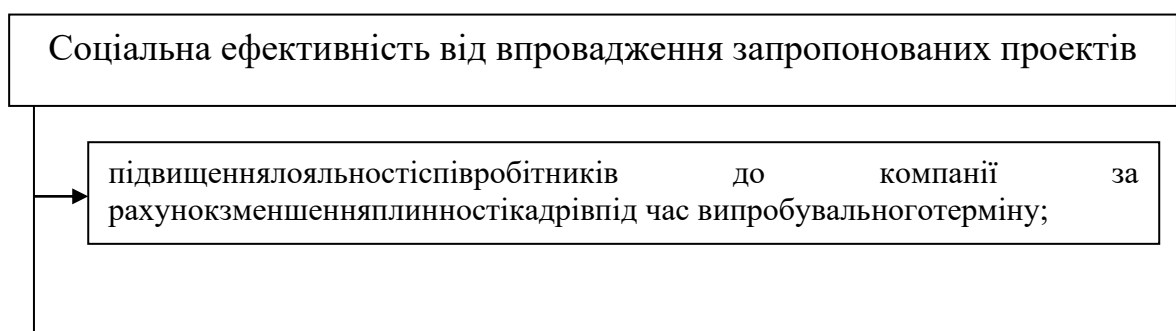 Соціальна ефективність від впровадження запропонованих проектів
підвищеннялояльностіспівробітників до компанії за
рахунокзменшенняплинностікадрівпід час випробувальноготерміну;